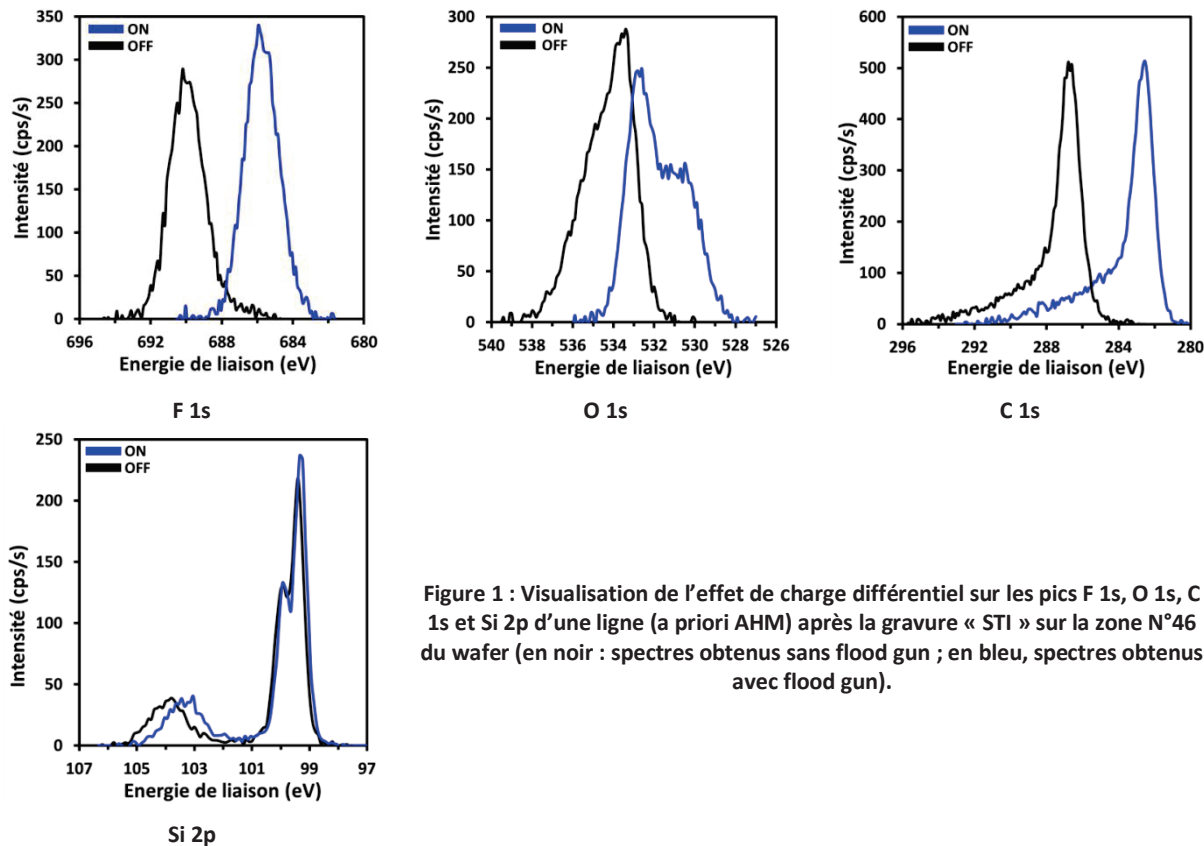 ON
OFF
350
300
250
200
150
100
50
0
Intensité (cps/s)
696
692
688
684
680
Energie de liaison (eV)
F 1s
ON
OFF
300
250
200
150
100
50
0
Intensité (cps/s)
540
538
536
534
532
530
528
526
Energie de liaison (eV)
O 1s
ON
OFF
600
500
400
300
200
100
0
Intensité (cps/s)
296
292
288
284
280
Energie de liaison (eV)
C 1s
ON
OFF
250
200
150
100
50
0
Intensité (cps/s)
107
105
103
101
99
97
Energie de liaison (eV)
Si 2p
Figure 1 : Visualisation de l’effet de charge différentiel sur les pics F 1s, O 1s, C
1s et Si 2p d’une ligne (a priori AHM) après la gravure « STI » sur la zone N°46
du wafer (en noir : spectres obtenus sans flood gun ; en bleu, spectres obtenus
avec flood gun).